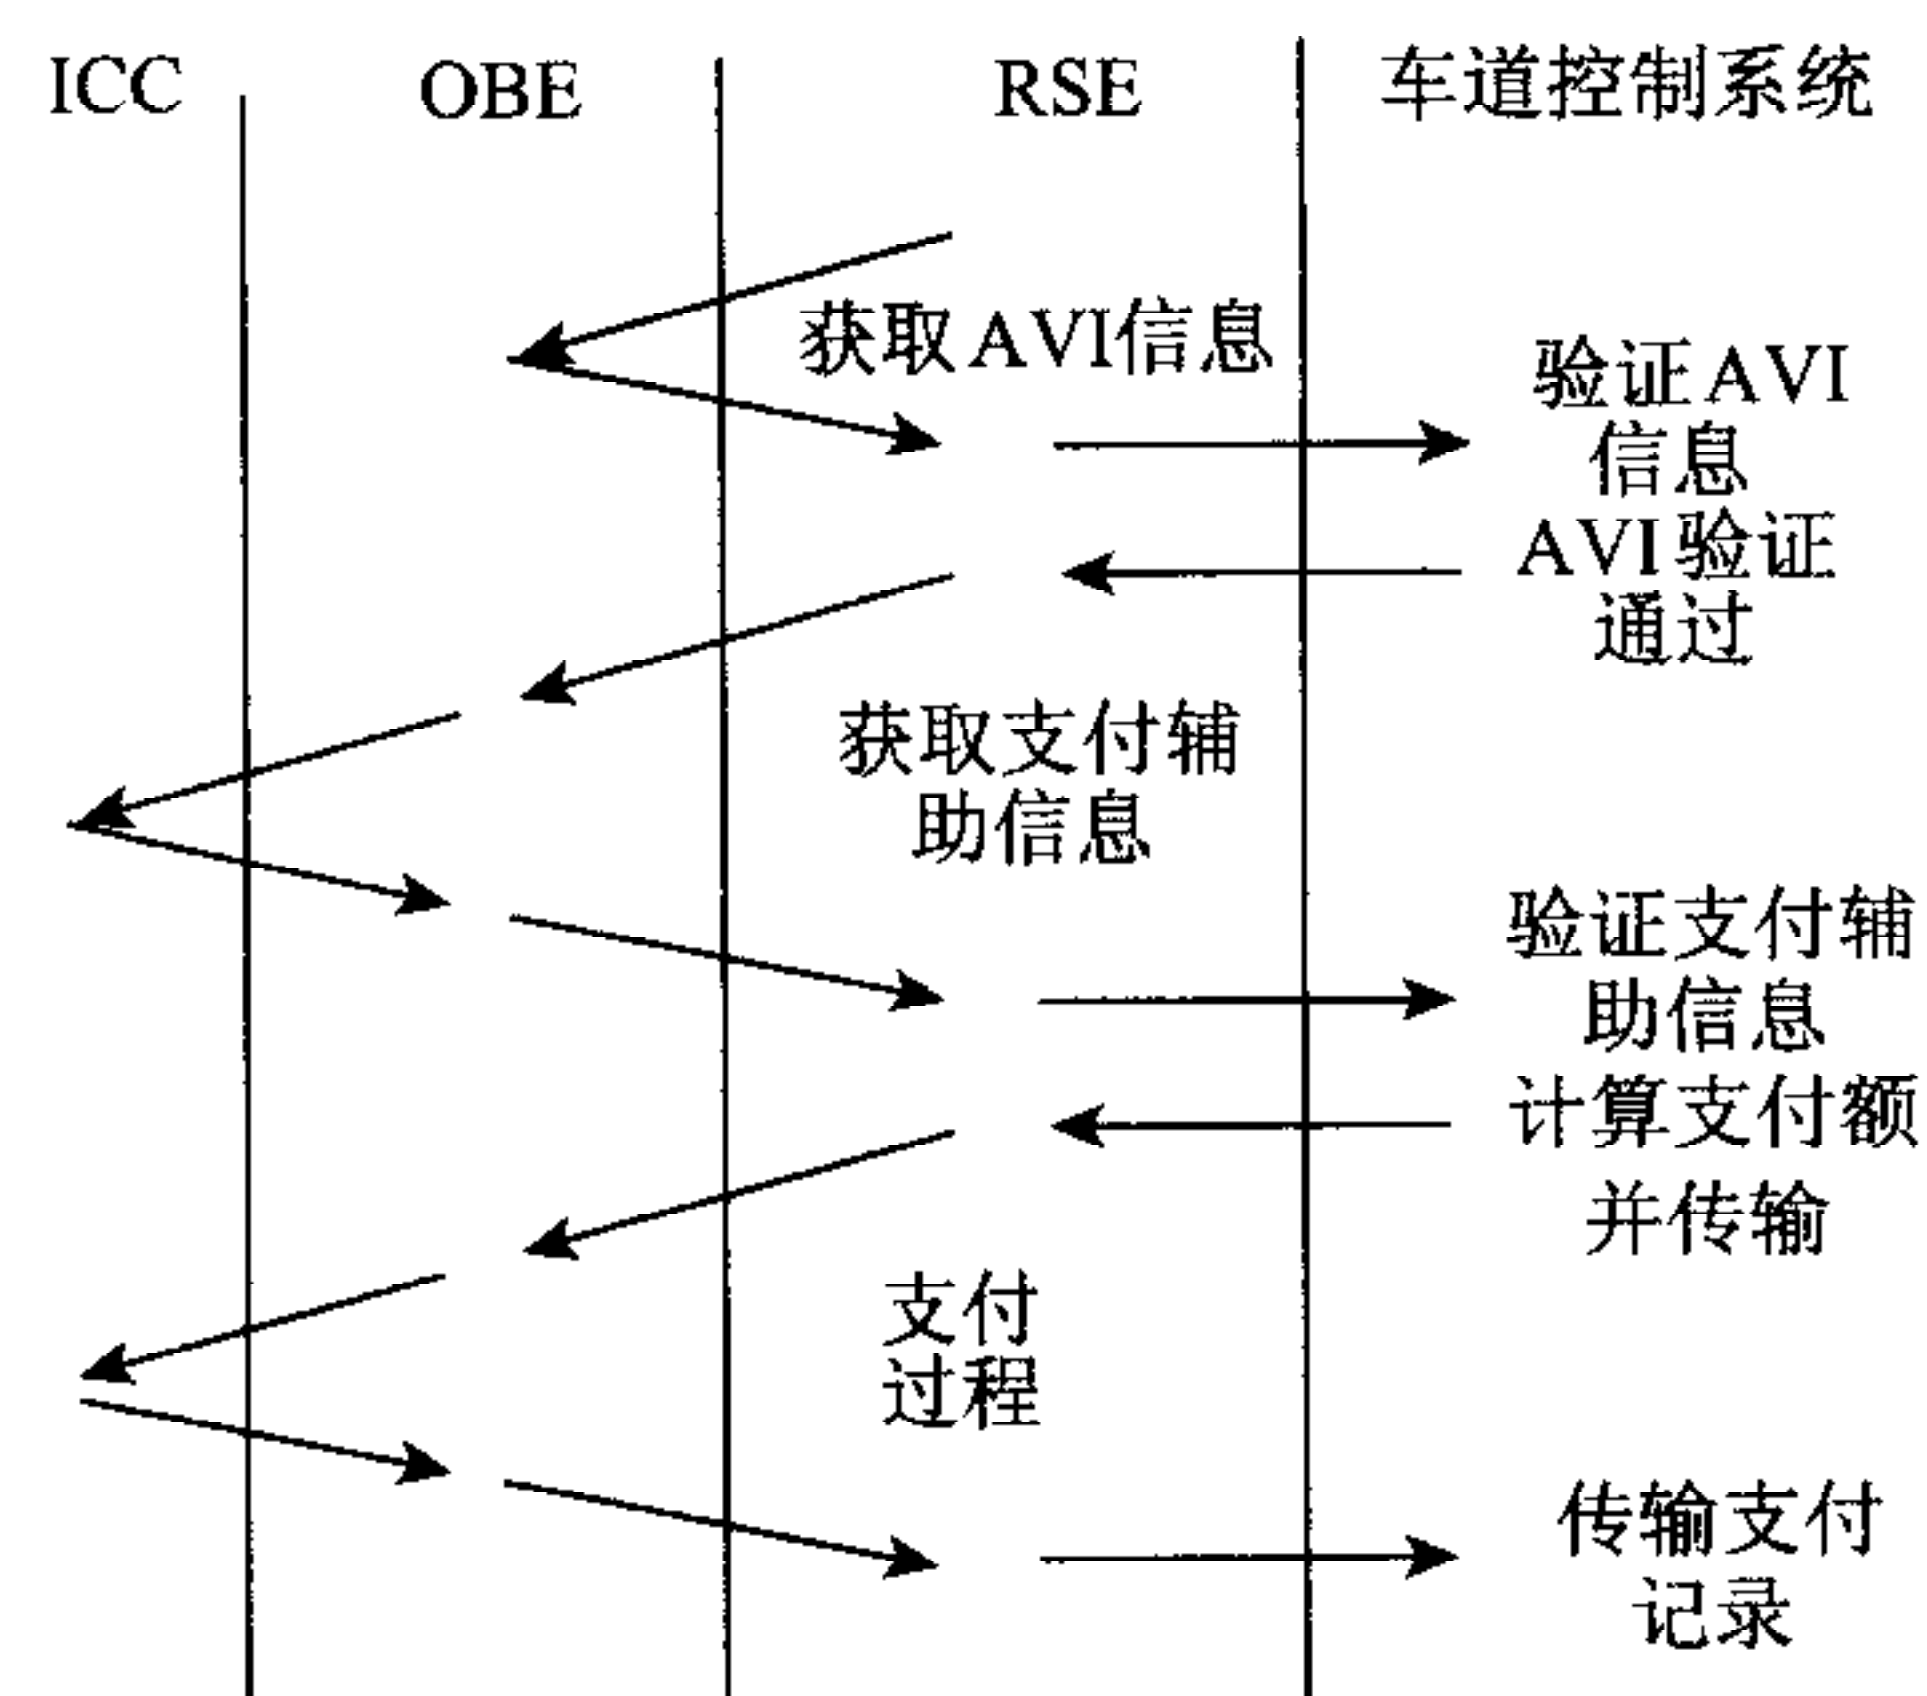 ICC OBE RSE 车道控制系统
获取AVI信息
验证AVI
信息
AVI验证
通过
获取支付辅
助信息
验证支付辅
助信息
计算支付额
并传输
支付
过程
传输支付
记录